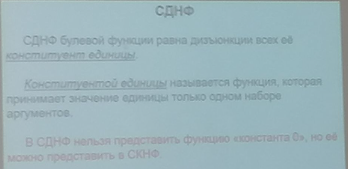 СДНФ
СДНФ булевой функции равна дизъюнкции всех её
конституент единицы.
Конституентой единицы называется функция, которая
принимает значение единицы только одном наборе
аргументов.
В СДНФ нельзя представить функцию «константа 0», но её
можно представить в СКНФ.